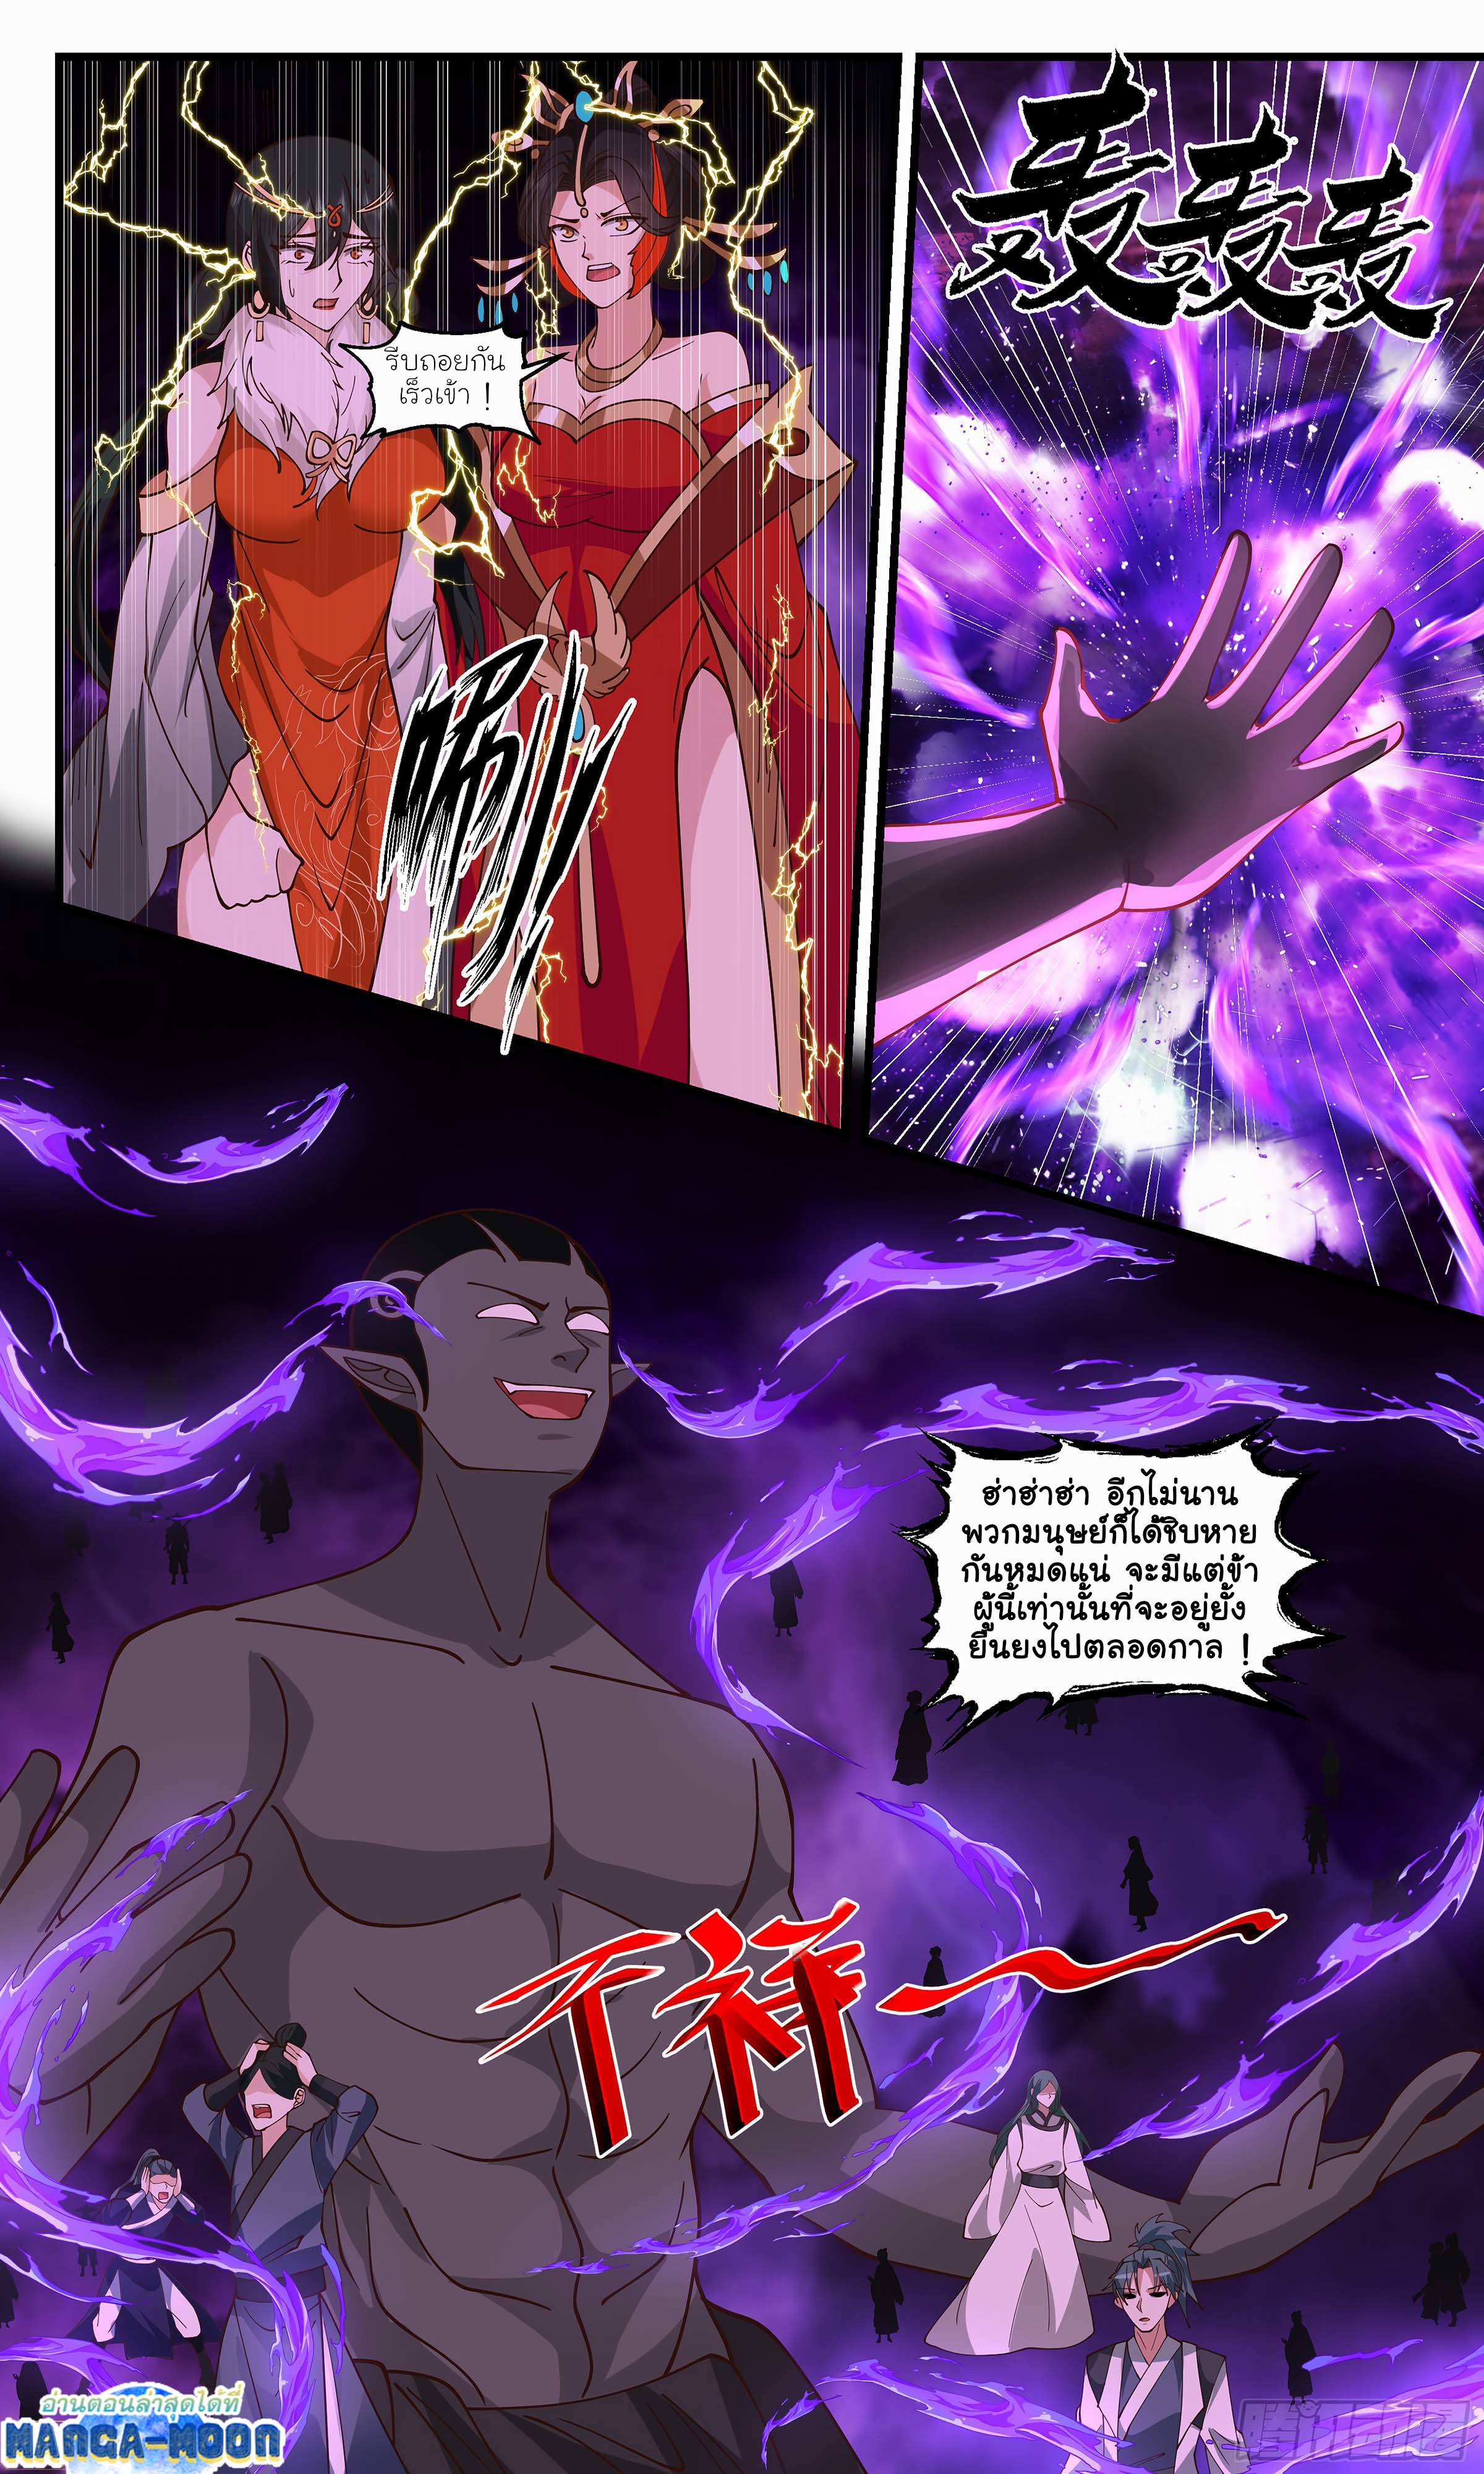 轰轰轰
รีบถอยกัน
เร็วเข้า !
ฮ่าฮ่าฮ่า อีกไม่นาน
พวกมนุษย์ก็ได้ชิบหาย
กันหมดแน่ จะมีแต่ข้า
ผู้นี้เท่านั้นที่จะอยู่ยั้ง
ยืนยงไปตลอดกาล !
อ่านตอนล่าสุดได้ที่
MANGA-MOON
腾讯动漫